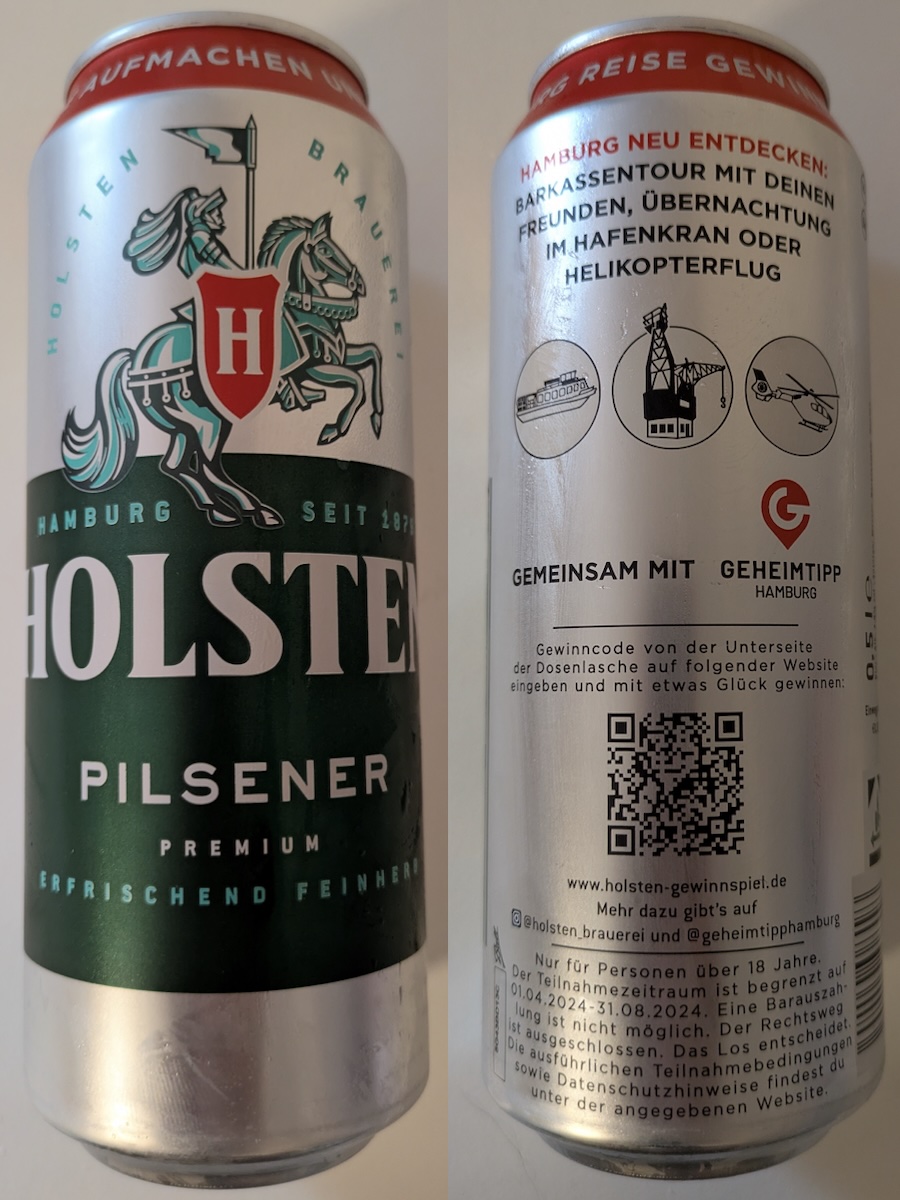 AUFMACHEN
HOLSTEN BRAUEREI
H
HAMBURG SEIT
HOLSTEN
PILSENER
PREMIUM
ERFRISCHEND FEINHERB
REISE
HAMBURG NEU ENTDECKEN:
BARKASSENTOUR MIT DEINEN
FREUNDEN, ÜBERNACHTUNG
IM HAFENKRAN ODER
HELIKOPTERFLUG
GEMEINSAM MIT GEHEIMTIPP
HAMBURG
Gewinncode von der Unterseite
der Dosenlasche auf folgender Website
eingeben und mit etwas Glück gewinnen:
www.holsten-gewinnspiel.de
Mehr dazu gibt's auf
@holsten_brauerei und @geheimtipphamburg
Nur für Personen über 18 Jahre.
Der Teilnahmezeitraum ist begrenzt auf
01.04.2024-31.08.2024. Eine Barauszah-
lung ist nicht möglich. Der Rechtsweg
ist ausgeschlossen. Das Los entscheidet.
Die ausführlichen Teilnahmebedingungen
sowie Datenschutzhinweise findest du
unter der angegebenen Website.
0,5 l